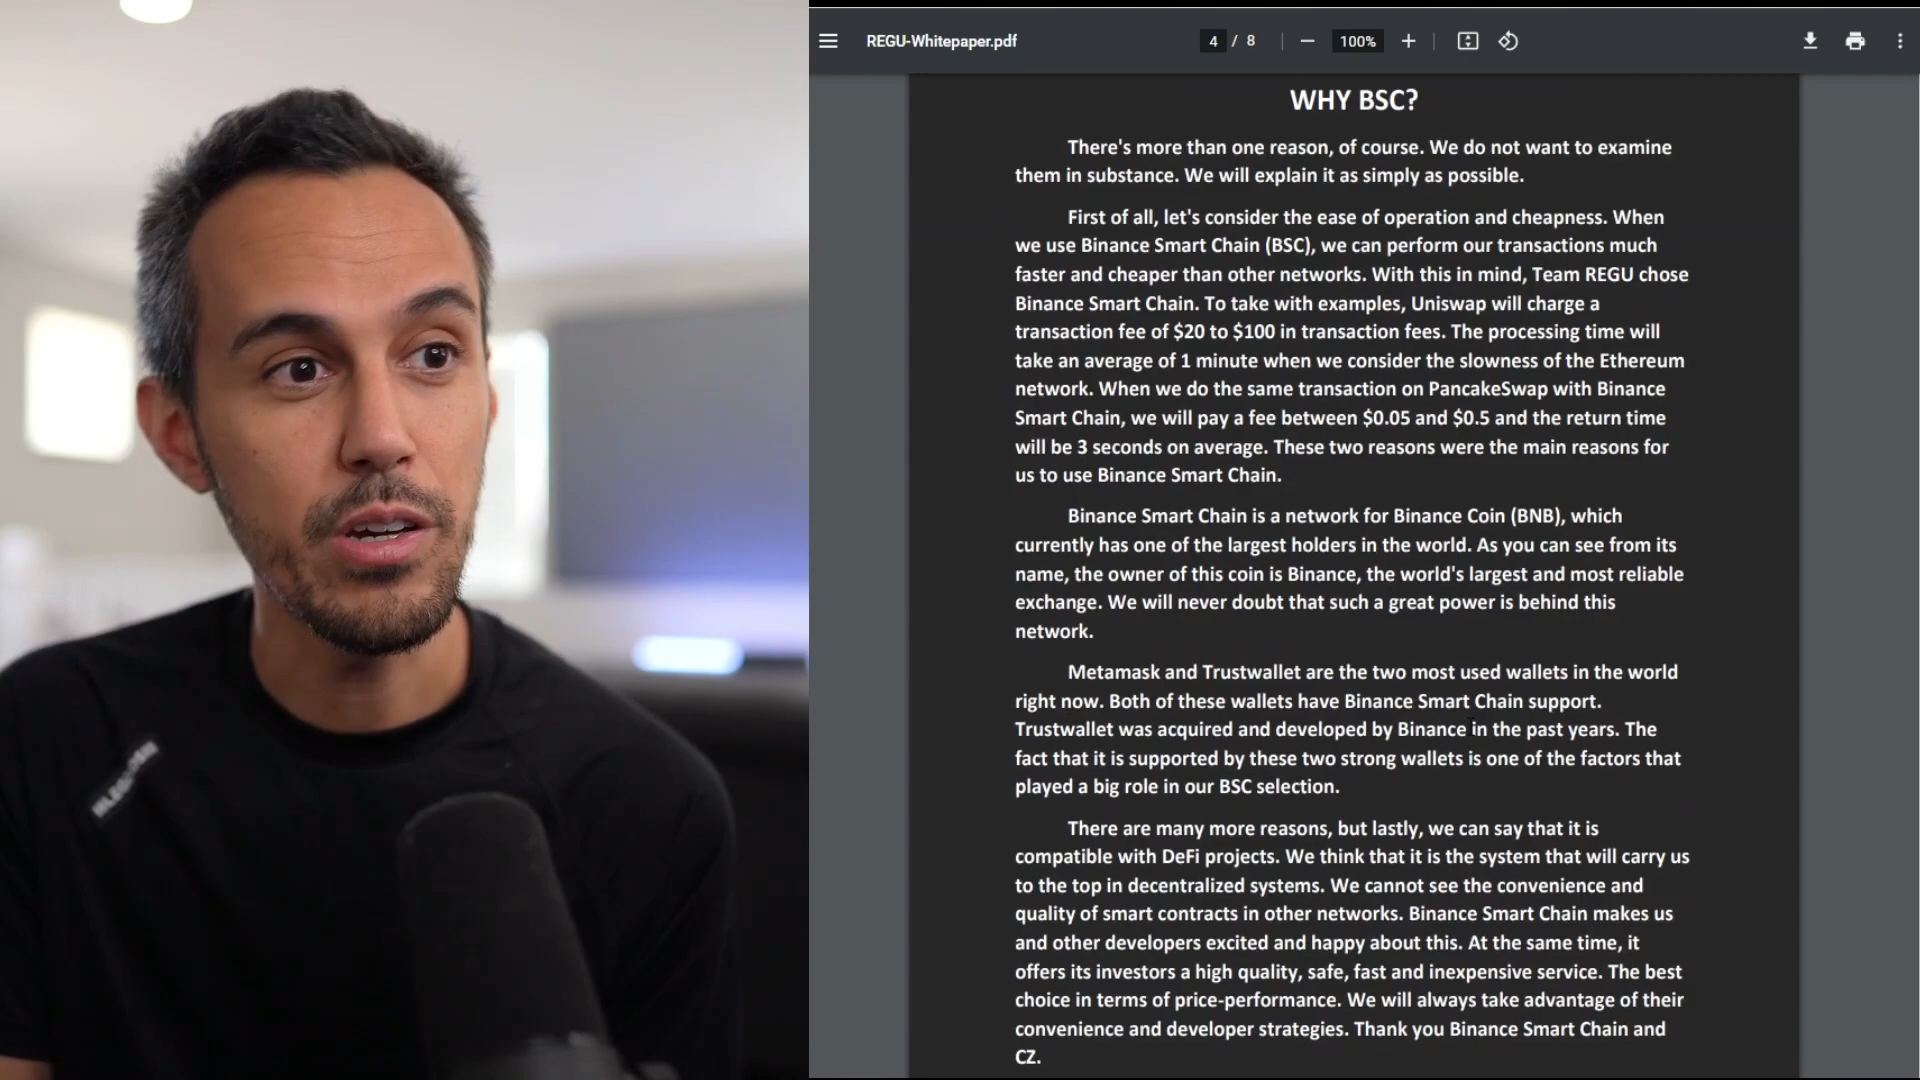 REGU-Whitepaper.pdf
4 / 8
100%
WHY BSC?
There's more than one reason, of course. We do not want to examine
them in substance. We will explain it as simply as possible.
First of all, let's consider the ease of operation and cheapness. When
we use Binance Smart Chain (BSC), we can perform our transactions much
faster and cheaper than other networks. With this in mind, Team REGU chose
Binance Smart Chain. To take with examples, Uniswap will charge a
transaction fee of $20 to $100 in transaction fees. The processing time will
take an average of 1 minute when we consider the slowness of the Ethereum
network. When we do the same transaction on PancakeSwap with Binance
Smart Chain, we will pay a fee between $0.05 and $0.5 and the return time
will be 3 seconds on average. These two reasons were the main reasons for
us to use Binance Smart Chain.
Binance Smart Chain is a network for Binance Coin (BNB), which
currently has one of the largest holders in the world. As you can see from its
name, the owner of this coin is Binance, the world's largest and most reliable
exchange. We will never doubt that such a great power is behind this
network.
Metamask and Trustwallet are the two most used wallets in the world
right now. Both of these wallets have Binance Smart Chain support.
Trustwallet was acquired and developed by Binance in the past years. The
fact that it is supported by these two strong wallets is one of the factors that
played a big role in our BSC selection.
There are many more reasons, but lastly, we can say that it is
compatible with DeFi projects. We think that it is the system that will carry us
to the top in decentralized systems. We cannot see the convenience and
quality of smart contracts in other networks. Binance Smart Chain makes us
and other developers excited and happy about this. At the same time, it
offers its investors a high quality, safe, fast and inexpensive service. The best
choice in terms of price-performance. We will always take advantage of their
convenience and developer strategies. Thank you Binance Smart Chain and
CZ.